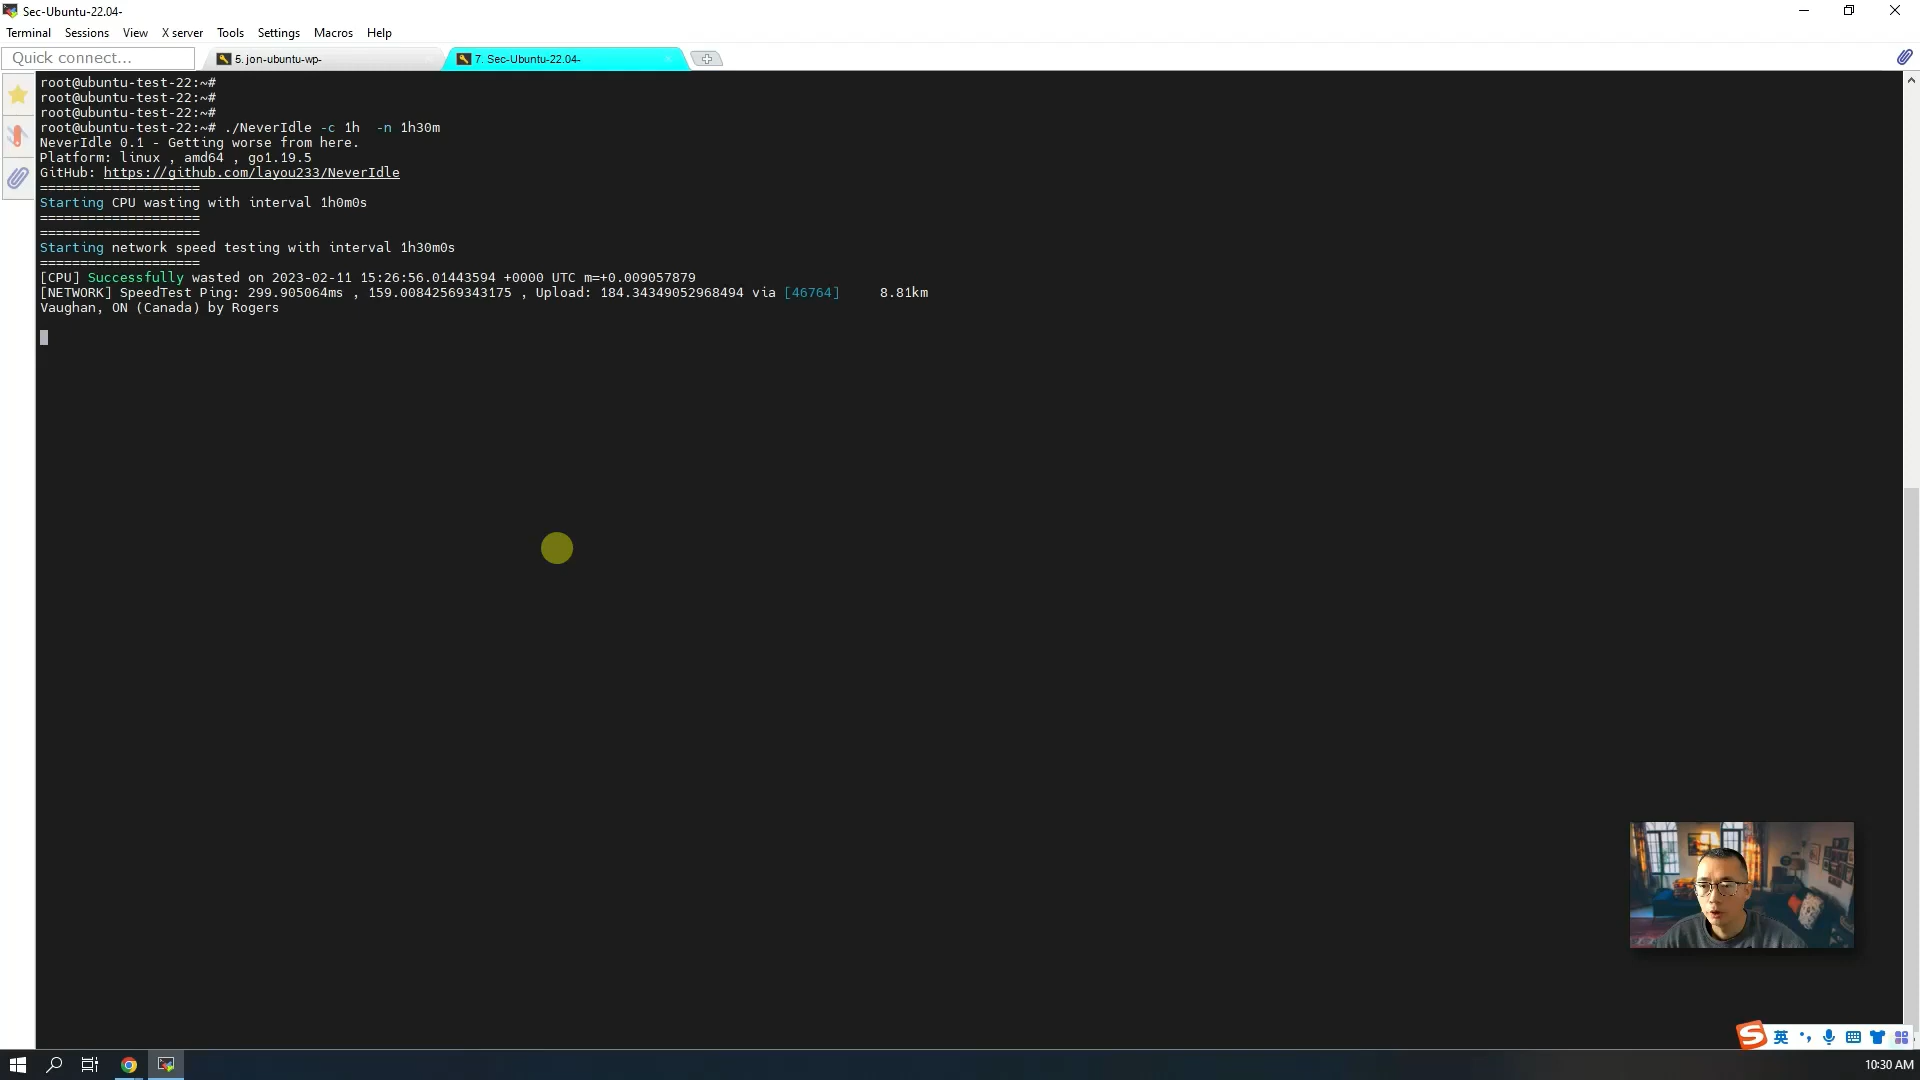 Sec-Ubuntu-22.04-
Terminal Sessions View X server Tools Settings Macros Help
Quick connect... 5. jon-ubuntu-wp- 7. Sec-Ubuntu-22.04-
root@ubuntu-test-22:~#
root@ubuntu-test-22:~#
root@ubuntu-test-22:~#
root@ubuntu-test-22:~# ./NeverIdle -c 1h  -n 1h30m
NeverIdle 0.1 - Getting worse from here.
Platform: linux , amd64 , go1.19.5
GitHub: https://github.com/layou233/NeverIdle
====================
Starting CPU wasting with interval 1h0m0s
====================
====================
Starting network speed testing with interval 1h30m0s
====================
[CPU] Successfully wasted on 2023-02-11 15:26:56.01443594 +0000 UTC m=+0.009057879
[NETWORK] SpeedTest Ping: 299.905064ms , 159.00842569343175 , Upload: 184.34349052968494 via [46764]     8.81km
Vaughan, ON (Canada) by Rogers
S 英
10:30 AM